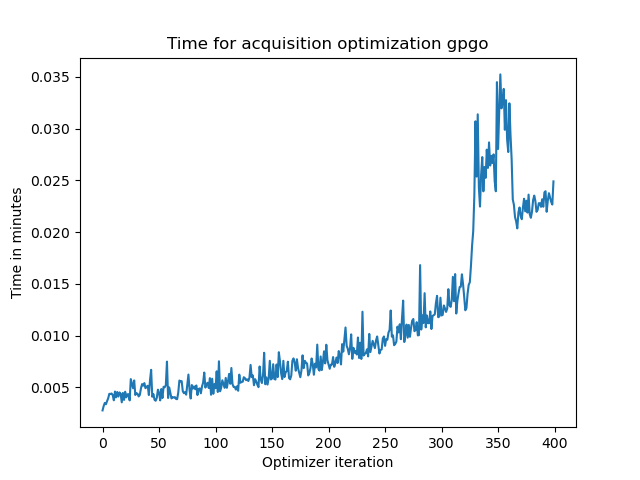 Time for acquisition optimization gpgo
0.035
0.030
0.025
0.020
0.015
0.010
0.005
Time in minutes
0 50 100 150 200 250 300 350 400
Optimizer iteration